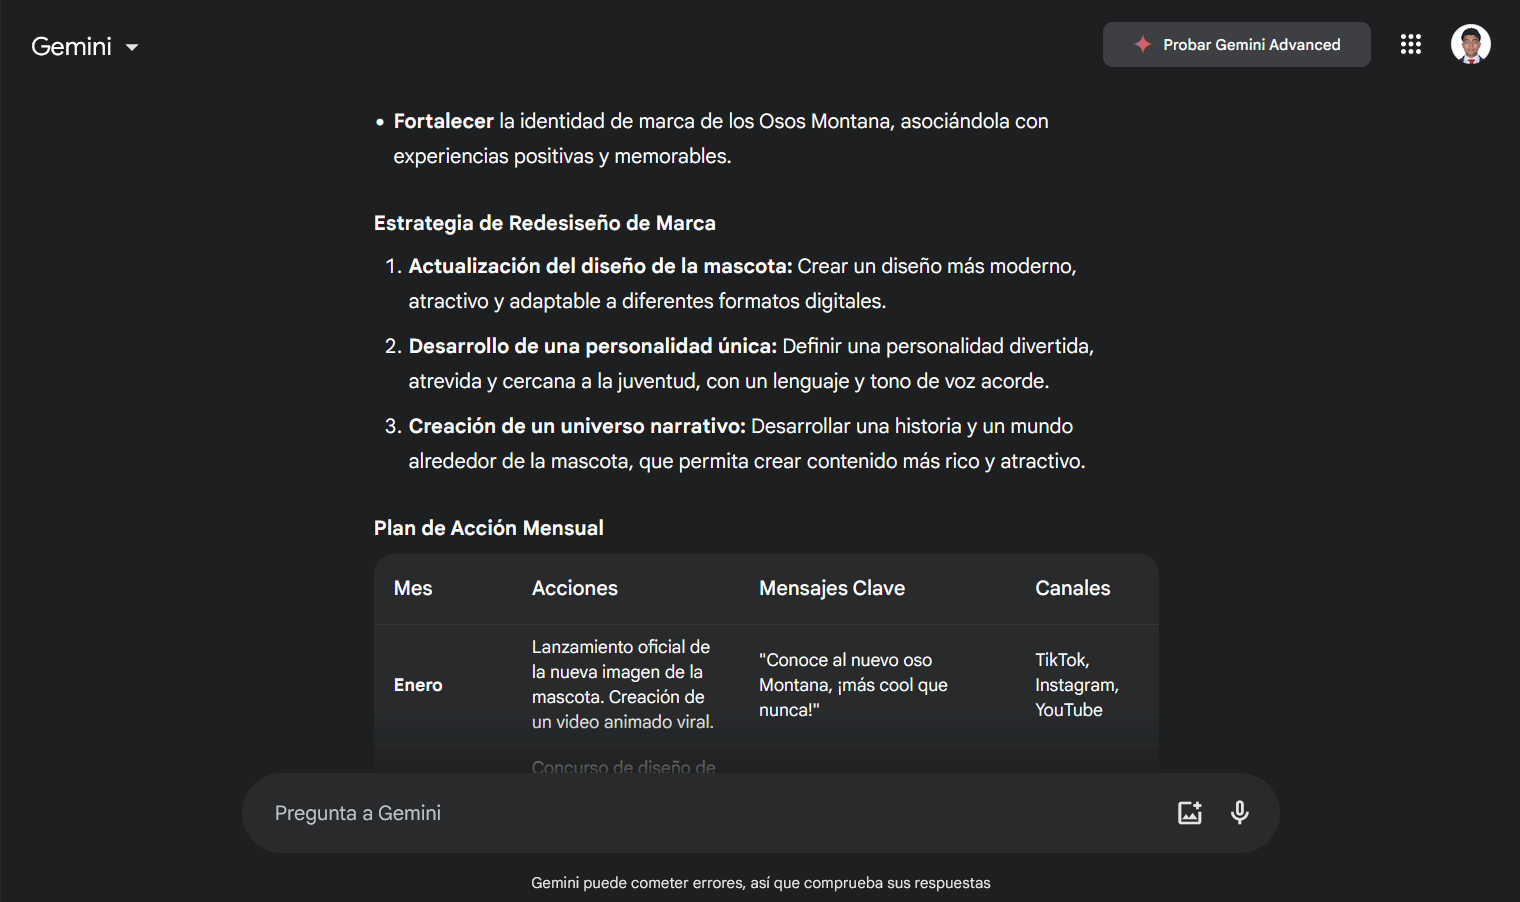 Gemini
Probar Gemini Advanced
• Fortalecer la identidad de marca de los Osos Montana, asociándola con
experiencias positivas y memorables.
Estrategia de Redesiseño de Marca
1. Actualización del diseño de la mascota: Crear un diseño más moderno,
atractivo y adaptable a diferentes formatos digitales.
2. Desarrollo de una personalidad única: Definir una personalidad divertida,
atrevida y cercana a la juventud, con un lenguaje y tono de voz acorde.
3. Creación de un universo narrativo: Desarrollar una historia y un mundo
alrededor de la mascota, que permita crear contenido más rico y atractivo.
Plan de Acción Mensual
Mes Acciones Mensajes Clave Canales
Enero
Lanzamiento oficial de
la nueva imagen de la
mascota. Creación de
un video animado viral.
"Conoce al nuevo oso
Montana, ¡más cool que
nunca!"
TikTok,
Instagram,
YouTube
Concurso de diseño de
Pregunta a Gemini
Gemini puede cometer errores, así que comprueba sus respuestas